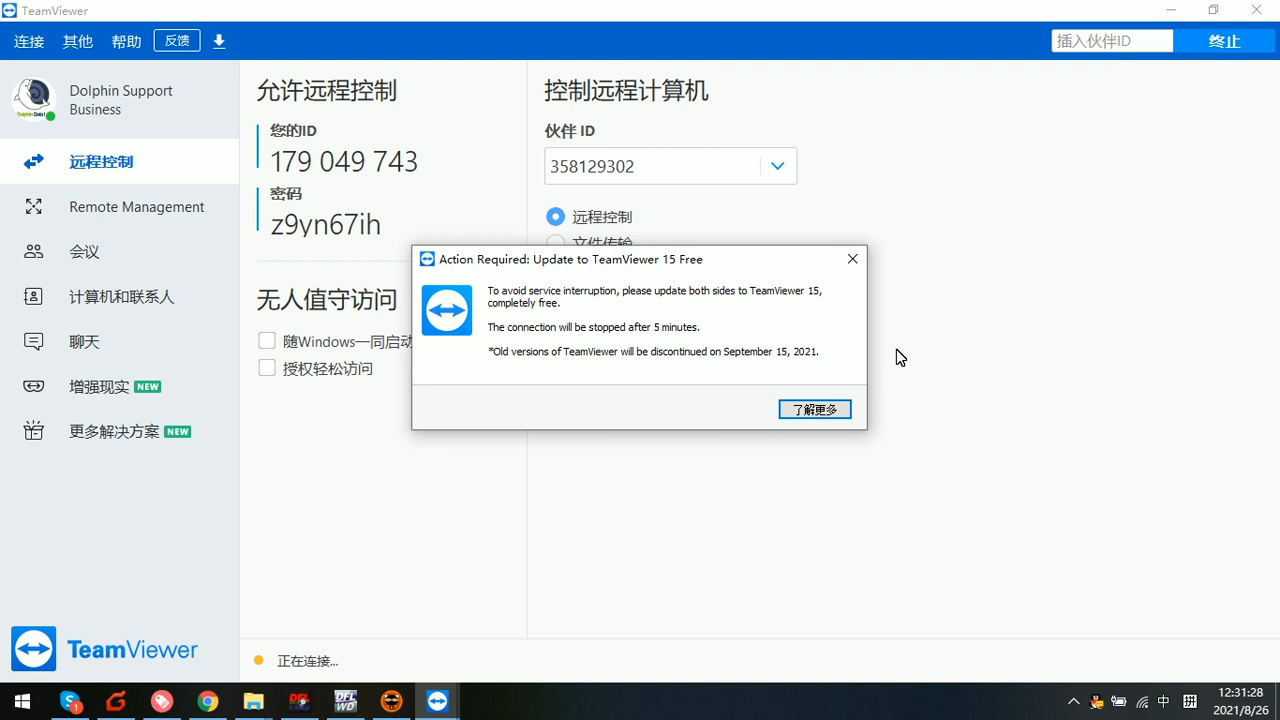 TeamViewer
连接 其他 帮助 反馈
插入伙伴ID 终止
Dolphin Support
Business
远程控制
Remote Management
会议
计算机和联系人
聊天
增强现实 NEW
更多解决方案 NEW
TeamViewer
允许远程控制
您的ID
179 049 743
密码
z9yn67ih
无人值守访问
随Windows一同启动
授权轻松访问
控制远程计算机
伙伴 ID
358129302
远程控制
文件传输
Action Required: Update to TeamViewer 15 Free
To avoid service interruption, please update both sides to TeamViewer 15,
completely free.
The connection will be stopped after 5 minutes.
*Old versions of TeamViewer will be discontinued on September 15, 2021.
了解更多
正在连接...
1
DFL
DFL
WD
中
拼
12:31:28
2021/8/26